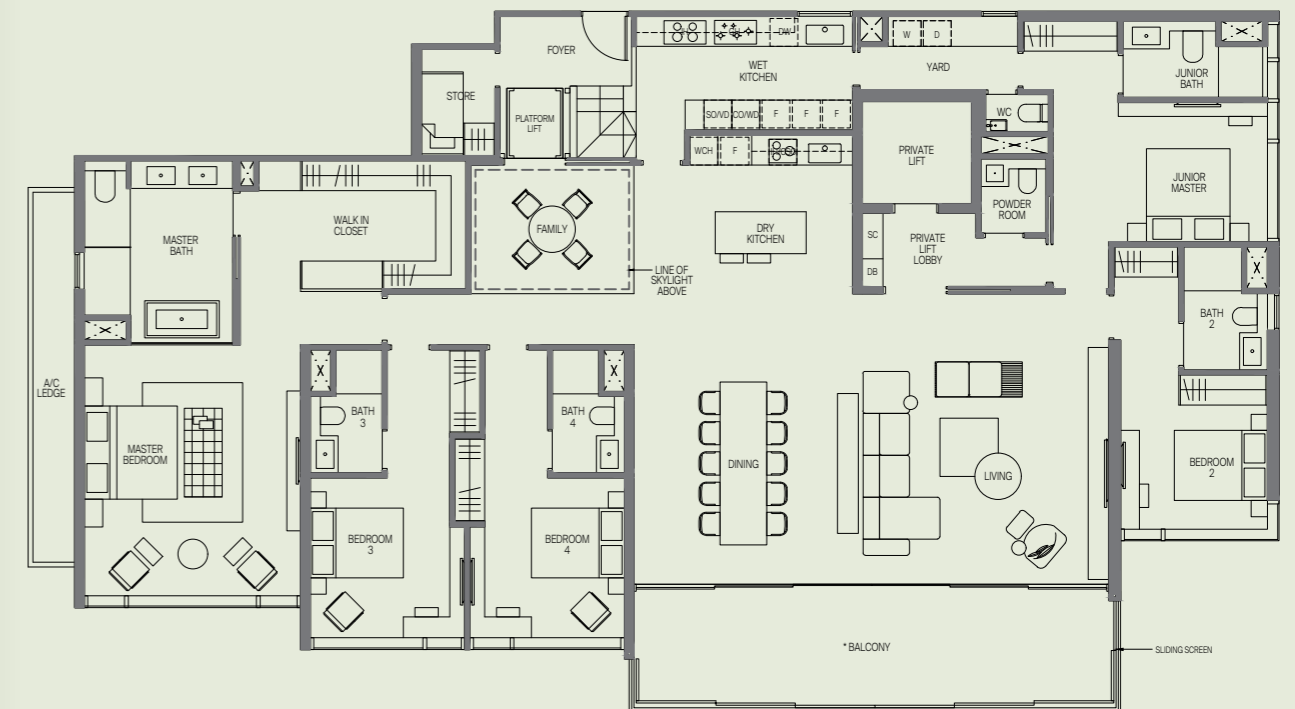 FOYER
STORE
PLATFORM
LIFT
WET
KITCHEN
DW
W
D
YARD
JUNIOR
BATH
SO/VD
CO/WD
F
F
F
WC
WCH
F
PRIVATE
LIFT
JUNIOR
MASTER
POWDER
ROOM
MASTER
BATH
WALK IN
CLOSET
FAMILY
DRY
KITCHEN
SC
DB
PRIVATE
LIFT
LOBBY
LINE OF
SKYLIGHT
ABOVE
BATH
2
A/C
LEDGE
BATH
3
BATH
4
MASTER
BEDROOM
DINING
LIVING
BEDROOM
2
BEDROOM
3
BEDROOM
4
* BALCONY
SLIDING SCREEN